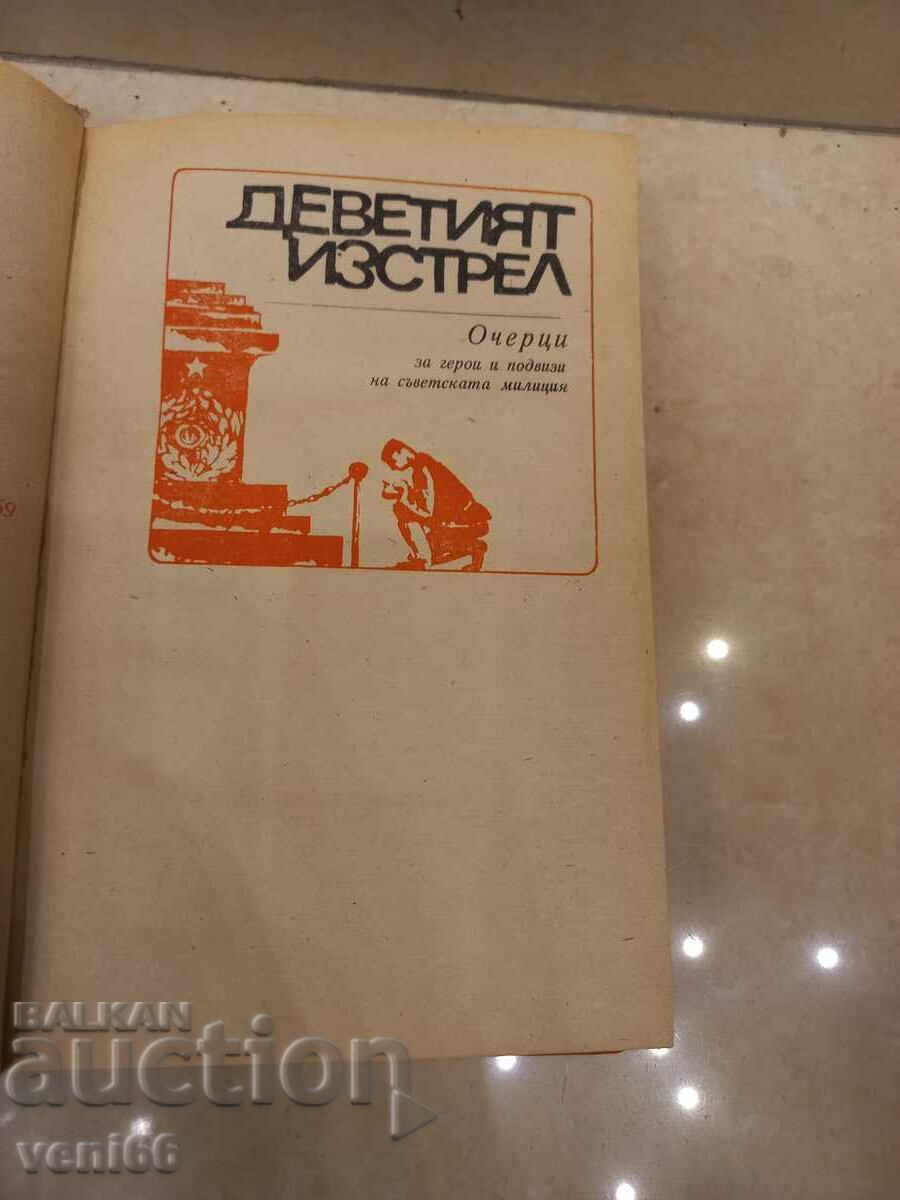 ДЕВЕТИЯТ
ИЗСТРЕЛ
Очерци
за герои и подвизи
на съветската милиция
BALKAN
auction
veni66